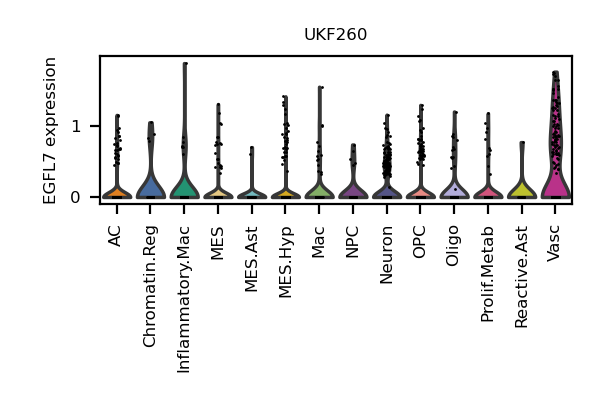 UKF260
EGFL7 expression
1
0
AC
Chromatin.Reg
Inflammatory.Mac
MES
MES.Ast
MES.Hyp
Mac
NPC
Neuron
OPC
Oligo
Prolif.Metab
Reactive.Ast
Vasc